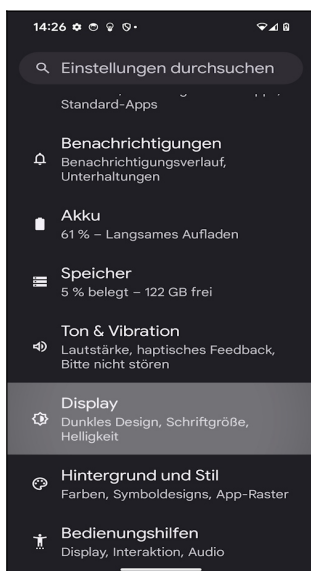 14:26
Einstellungen durchsuchen
Standard-Apps
Benachrichtigungen
Benachrichtigungsverlauf,
Unterhaltungen
Akku
61 % – Langsames Aufladen
Speicher
5 % belegt – 122 GB frei
Ton & Vibration
Lautstärke, haptisches Feedback,
Bitte nicht stören
Display
Dunkles Design, Schriftgröße,
Helligkeit
Hintergrund und Stil
Farben, Symboldesigns, App-Raster
Bedienungshilfen
Display, Interaktion, Audio